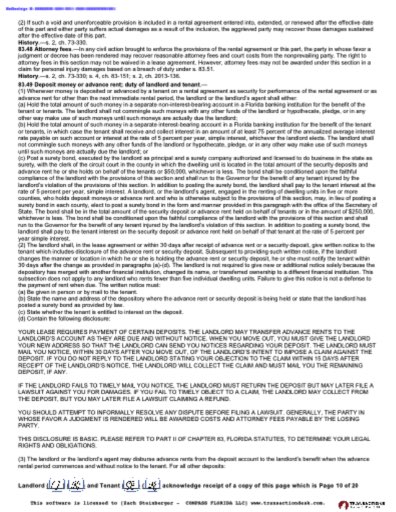 (2) If such a void and unenforceable provision is included in a rental agreement entered into, extended, or renewed after the effective date
of this part and either party suffers actual damages as a result of the inclusion, the aggrieved party may recover those damages sustained
after the effective date of this part.
History.—s. 2, ch. 73-330.
83.48 Attorney fees.—In any civil action brought to enforce the provisions of the rental agreement or this part, the party in whose favor a
judgment or decree has been rendered may recover reasonable attorney fees and court costs from the nonprevailing party. The right to
attorney fees in this section may not be waived in a lease agreement. However, attorney fees may not be awarded under this section in a
claim for personal injury damages based on a breach of duty under s. 83.51.
History.—s. 2, ch. 73-330; s. 4, ch. 83-151; s. 2, ch. 2013-136.
83.49 Deposit money or advance rent; duty of landlord and tenant.—
(1) Whenever money is deposited or advanced by a tenant on a rental agreement as security for performance of the rental agreement or as
advance rent for other than the next immediate rental period, the landlord or the landlord's agent shall either:
(a) Hold the total amount of such money in a separate non-interest-bearing account in a Florida banking institution for the benefit of the
tenant or tenants. The landlord shall not commingle such moneys with any other funds of the landlord or hypothecate, pledge, or in any
other way make use of such moneys until such moneys are actually due the landlord;
(b) Hold the total amount of such money in a separate interest-bearing account in a Florida banking institution for the benefit of the tenant
or tenants, in which case the tenant shall receive and collect interest in an amount of at least 75 percent of the annualized average interest
rate payable on such account or interest at the rate of 5 percent per year, simple interest, whichever the landlord elects. The landlord shall
not commingle such moneys with any other funds of the landlord or hypothecate, pledge, or in any other way make use of such moneys
until such moneys are actually due the landlord; or
(c) Post a surety bond, executed by the landlord as principal and a surety company authorized and licensed to do business in the state as
surety, with the clerk of the circuit court in the county in which the dwelling unit is located in the total amount of the security deposits and
advance rent he or she holds on behalf of the tenants or $50,000, whichever is less. The bond shall be conditioned upon the faithful
compliance of the landlord with the provisions of this section and shall run to the Governor for the benefit of any tenant injured by the
landlord's violation of the provisions of this section. In addition to posting the surety bond, the landlord shall pay to the tenant interest at the
rate of 5 percent per year, simple interest. A landlord, or the landlord's agent, engaged in the renting of dwelling units in five or more
counties, who holds deposit moneys or advance rent and who is otherwise subject to the provisions of this section, may, in lieu of posting a
surety bond in each county, elect to post a surety bond in the form and manner provided in this paragraph with the office of the Secretary of
State. The bond shall be in the total amount of the security deposit or advance rent held on behalf of tenants or in the amount of $250,000,
whichever is less. The bond shall be conditioned upon the faithful compliance of the landlord with the provisions of this section and shall
run to the Governor for the benefit of any tenant injured by the landlord's violation of this section. In addition to posting a surety bond, the
landlord shall pay to the tenant interest on the security deposit or advance rent held on behalf of that tenant at the rate of 5 percent per
year simple interest.
(2) The landlord shall, in the lease agreement or within 30 days after receipt of advance rent or a security deposit, give written notice to the
tenant which includes disclosure of the advance rent or security deposit. Subsequent to providing such written notice, if the landlord
changes the manner or location in which he or she is holding the advance rent or security deposit, he or she must notify the tenant within
30 days after the change as provided in paragraphs (a)-(d). The landlord is not required to give new or additional notice solely because the
depository has merged with another financial institution, changed its name, or transferred ownership to a different financial institution. This
subsection does not apply to any landlord who rents fewer than five individual dwelling units. Failure to give this notice is not a defense to
the payment of rent when due. The written notice must:
(a) Be given in person or by mail to the tenant.
(b) State the name and address of the depository where the advance rent or security deposit is being held or state that the landlord has
posted a surety bond as provided by law.
(c) State whether the tenant is entitled to interest on the deposit.
(d) Contain the following disclosure:
YOUR LEASE REQUIRES PAYMENT OF CERTAIN DEPOSITS. THE LANDLORD MAY TRANSFER ADVANCE RENTS TO THE
LANDLORD'S ACCOUNT AS THEY ARE DUE AND WITHOUT NOTICE. WHEN YOU MOVE OUT, YOU MUST GIVE THE LANDLORD
YOUR NEW ADDRESS SO THAT THE LANDLORD CAN SEND YOU NOTICES REGARDING YOUR DEPOSIT. THE LANDLORD MUST
MAIL YOU NOTICE, WITHIN 30 DAYS AFTER YOU MOVE OUT, OF THE LANDLORD'S INTENT TO IMPOSE A CLAIM AGAINST THE
DEPOSIT. IF YOU DO NOT REPLY TO THE LANDLORD STATING YOUR OBJECTION TO THE CLAIM WITHIN 15 DAYS AFTER
RECEIPT OF THE LANDLORD'S NOTICE, THE LANDLORD WILL COLLECT THE CLAIM AND MUST MAIL YOU THE REMAINING
DEPOSIT, IF ANY.
IF THE LANDLORD FAILS TO TIMELY MAIL YOU NOTICE, THE LANDLORD MUST RETURN THE DEPOSIT BUT MAY LATER FILE A
LAWSUIT AGAINST YOU FOR DAMAGES. IF YOU FAIL TO TIMELY OBJECT TO A CLAIM, THE LANDLORD MAY COLLECT FROM
THE DEPOSIT, BUT YOU MAY LATER FILE A LAWSUIT CLAIMING A REFUND.
YOU SHOULD ATTEMPT TO INFORMALLY RESOLVE ANY DISPUTE BEFORE FILING A LAWSUIT. GENERALLY, THE PARTY IN
WHOSE FAVOR A JUDGMENT IS RENDERED WILL BE AWARDED COSTS AND ATTORNEY FEES PAYABLE BY THE LOSING
PARTY.
THIS DISCLOSURE IS BASIC. PLEASE REFER TO PART II OF CHAPTER 83, FLORIDA STATUTES, TO DETERMINE YOUR LEGAL
RIGHTS AND OBLIGATIONS.
(3) The landlord or the landlord's agent may disburse advance rents from the deposit account to the landlord's benefit when the advance
rental period commences and without notice to the tenant. For all other deposits:
Landlord ( ) ( ) and Tenant ( ) ( ) acknowledge receipt of a copy of this page which is Page 10 of 20
This software is licensed to [Zach Steinberger - COMPASS FLORIDA LLC] www.transactiondesk.com.